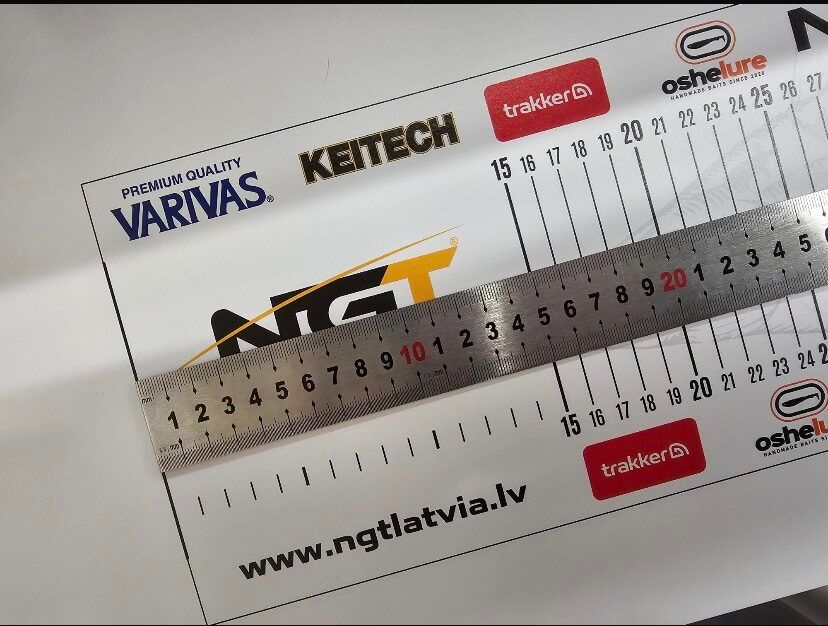 PREMIUM QUALITY
VARIVAS®
KEITECH
trakker
oshelure
HANDMADE BAITS SINCE 2020
15 16 17 18 19 20 21 22 23 24 25 26 27
NGT®
mm
1 2 3 4 5 6 7 8 9 10 1 2 3 4 5 6 7 8 9 20 1 2 3 4 5
15 16 17 18 19 20 21 22 23 24
trakker
oshelu
HANDMADE BAITS SIN
www.ngtlatvia.lv